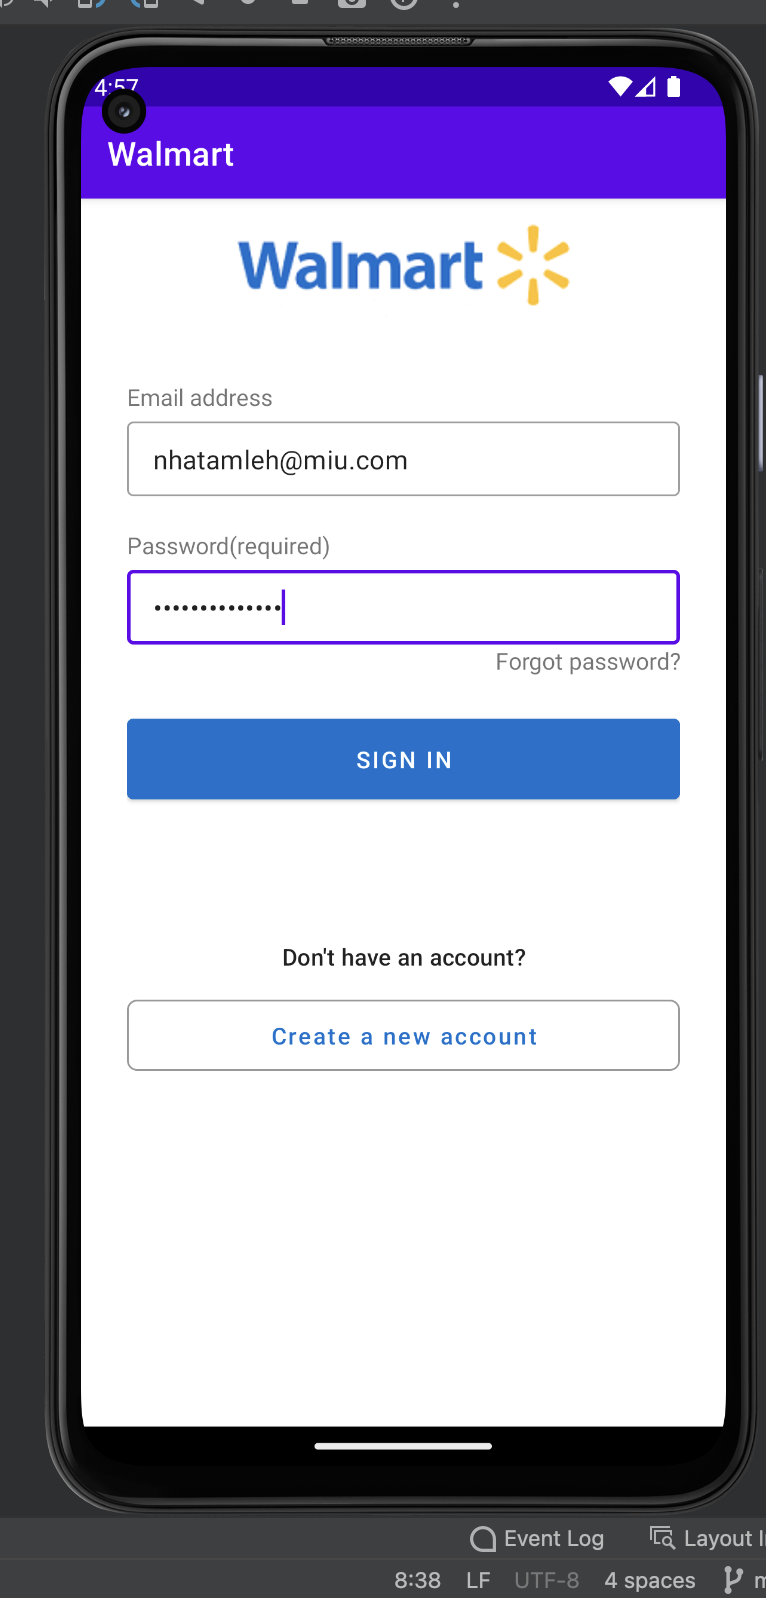 4:57
Walmart
Walmart
Email address
nhatamleh@miu.com
Password(required)
••••••••••••••
Forgot password?
SIGN IN
Don't have an account?
Create a new account
Event Log
Layout
8:38 LF UTF-8 4 spaces